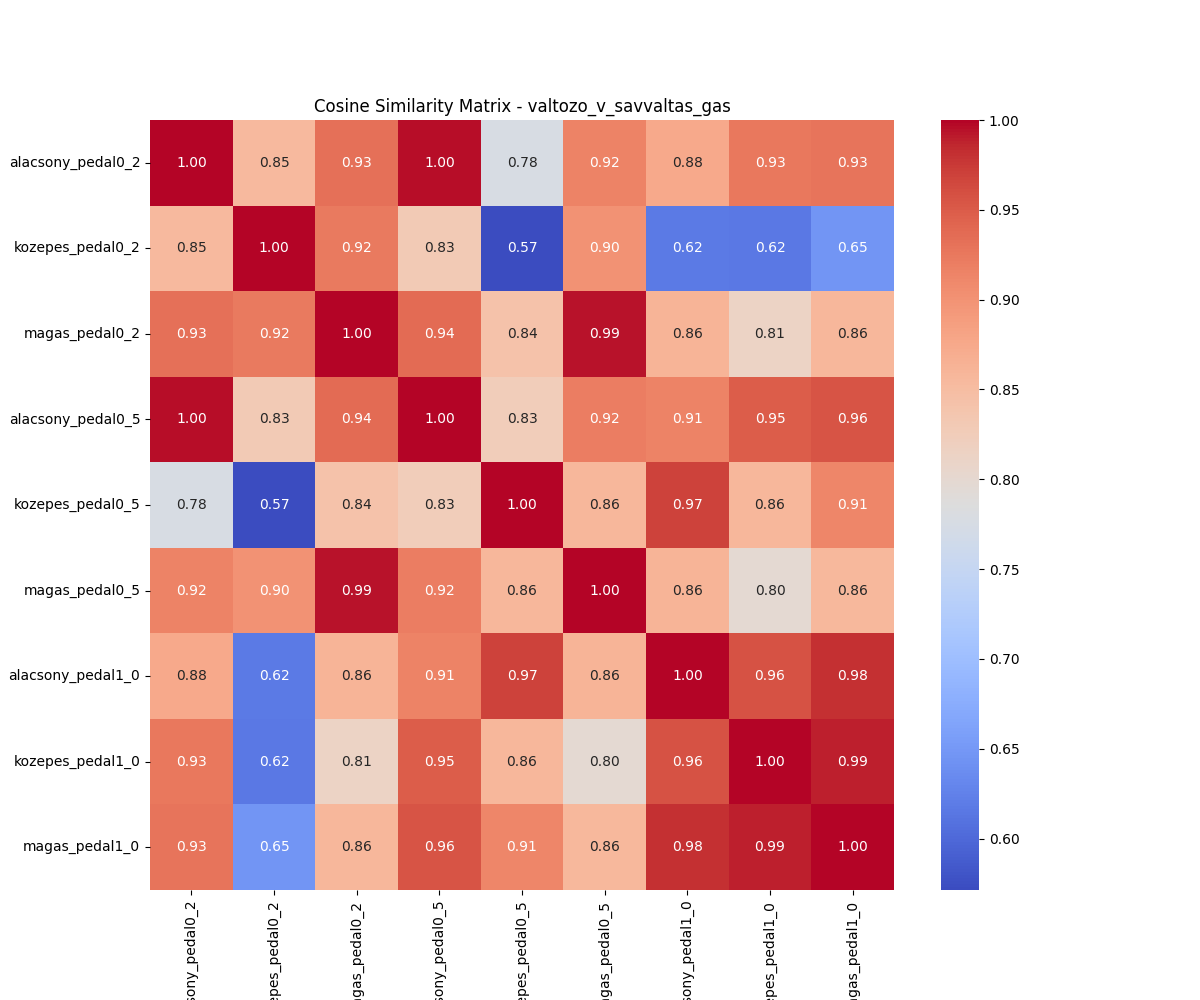 Cosine Similarity Matrix - valtozo_v_savvaltas_gas
alacsony_pedal0_2 1.00 0.85 0.93 1.00 0.78 0.92 0.88 0.93 0.93
kozepes_pedal0_2 0.85 1.00 0.92 0.83 0.57 0.90 0.62 0.62 0.65
magas_pedal0_2 0.93 0.92 1.00 0.94 0.84 0.99 0.86 0.81 0.86
alacsony_pedal0_5 1.00 0.83 0.94 1.00 0.83 0.92 0.91 0.95 0.96
kozepes_pedal0_5 0.78 0.57 0.84 0.83 1.00 0.86 0.97 0.86 0.91
magas_pedal0_5 0.92 0.90 0.99 0.92 0.86 1.00 0.86 0.80 0.86
alacsony_pedal1_0 0.88 0.62 0.86 0.91 0.97 0.86 1.00 0.96 0.98
kozepes_pedal1_0 0.93 0.62 0.81 0.95 0.86 0.80 0.96 1.00 0.99
magas_pedal1_0 0.93 0.65 0.86 0.96 0.91 0.86 0.98 0.99 1.00
sony_pedal0_2
epes_pedal0_2
agas_pedal0_2
sony_pedal0_5
epes_pedal0_5
agas_pedal0_5
sony_pedal1_0
epes_pedal1_0
agas_pedal1_0
1.00
0.95
0.90
0.85
0.80
0.75
0.70
0.65
0.60